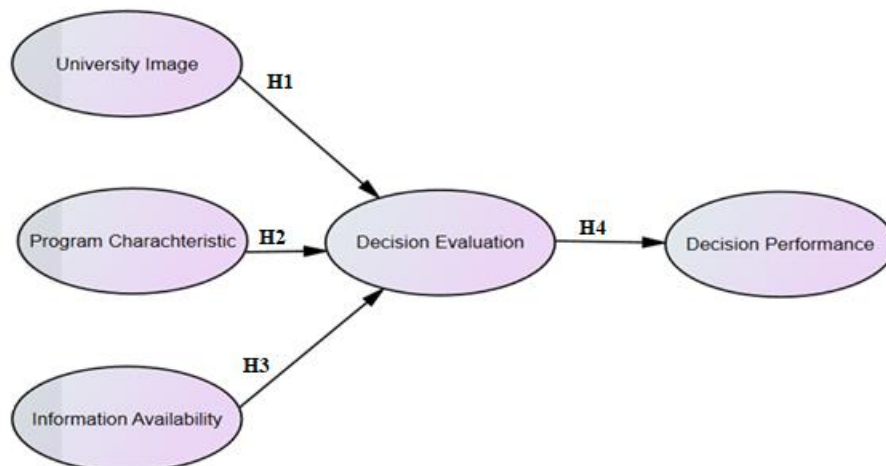 University Image
H1
Program Charachteristic
H2
Decision Evaluation
H4
Decision Performance
H3
Information Availability